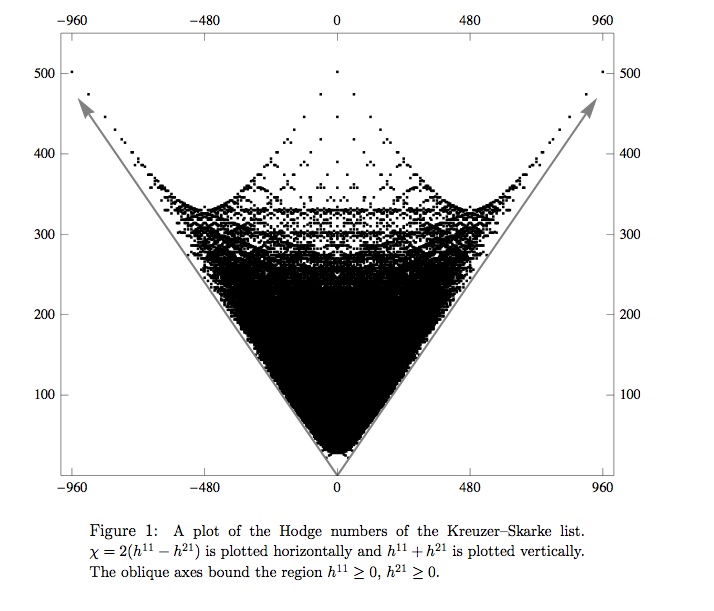 −960 −480 0 480 960
500 500
400 400
300 300
200 200
100 100
−960 −480 0 480 960
Figure 1: A plot of the Hodge numbers of the Kreuzer–Skarke list.
χ = 2(h¹¹ − h²¹) is plotted horizontally and h¹¹ + h²¹ is plotted vertically.
The oblique axes bound the region h¹¹ ≥ 0, h²¹ ≥ 0.